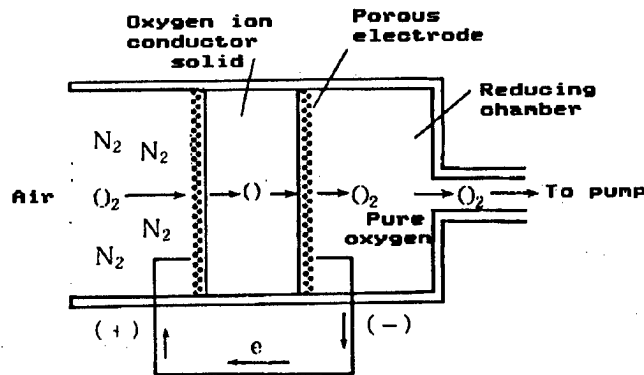 Oxygen ion
conductor
solid
Porous
electrode
Reducing
chamber
N2
N2
Air
O2
O
O2
O2
To pump
N2
N2
Pure
oxygen
(+)
e
(-)